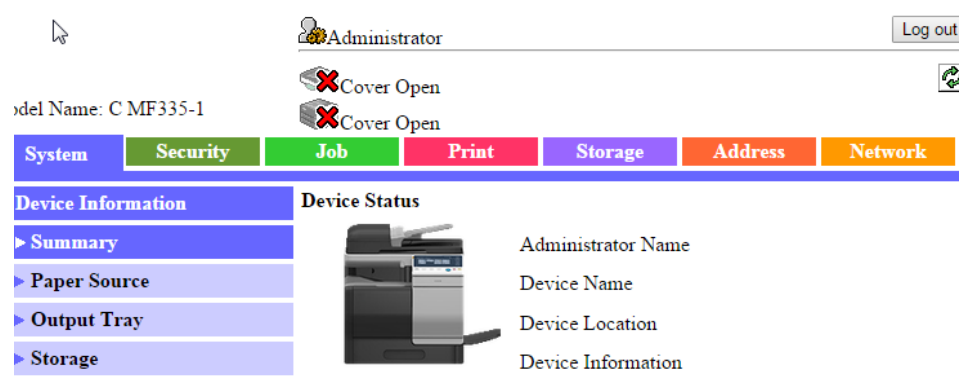 Administrator
Log out
Cover Open
Model Name: C MF335-1
Cover Open
System Security Job Print Storage Address Network
Device Information
Device Status
Summary
Administrator Name
Paper Source
Device Name
Output Tray
Device Location
Storage
Device Information